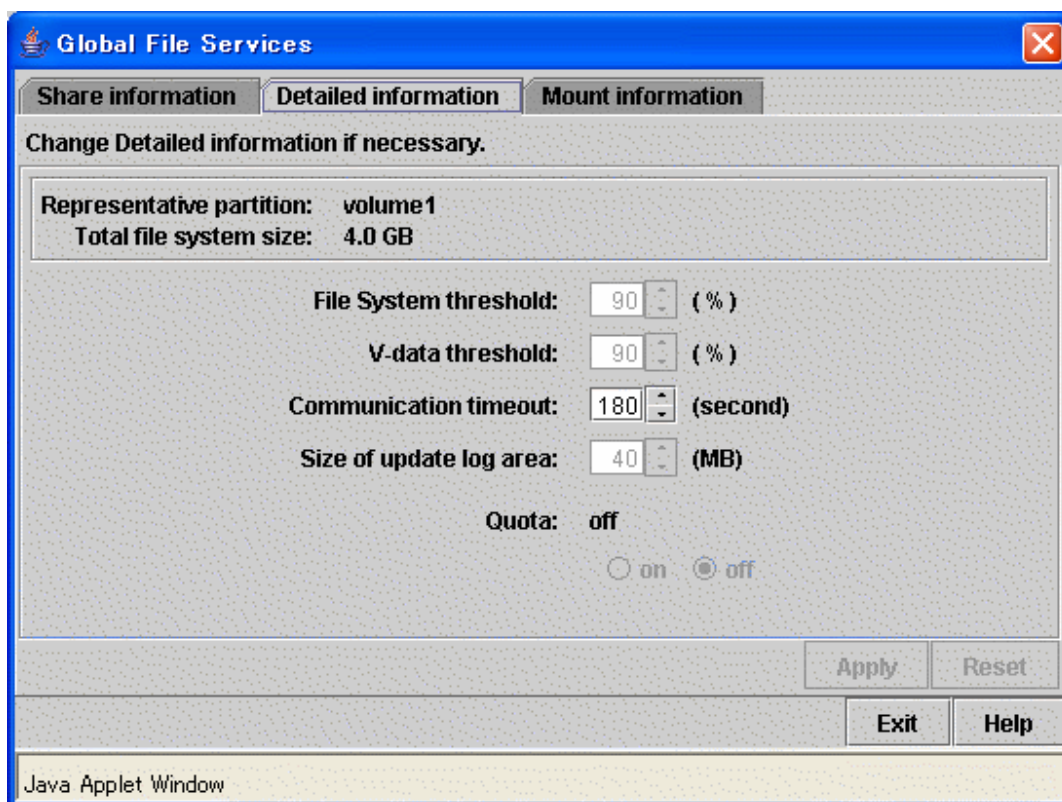 Global File Services
Share information Detailed information Mount information
Change Detailed information if necessary.
Representative partition: volume1
Total file system size: 4.0 GB
File System threshold: 90 (%)
V-data threshold: 90 (%)
Communication timeout: 180 (second)
Size of update log area: 40 (MB)
Quota: off
on off
Apply Reset
Exit Help
Java Applet Window